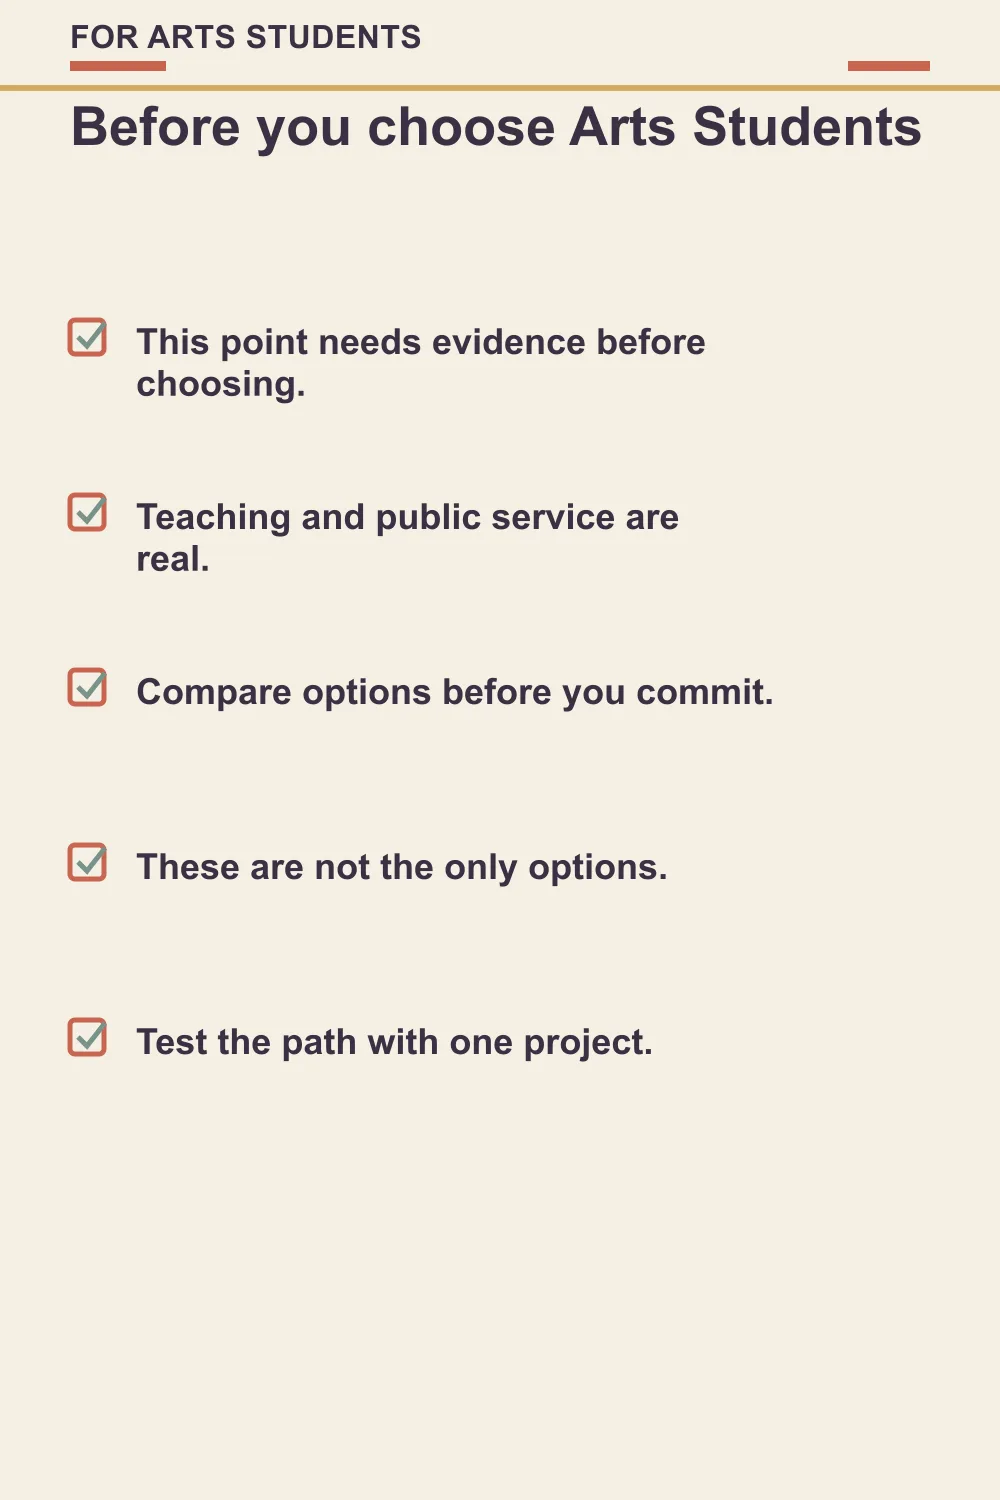 FOR ARTS STUDENTS
Before you choose Arts Students
This point needs evidence before
choosing.
Teaching and public service are
real.
Compare options before you commit.
These are not the only options.
Test the path with one project.